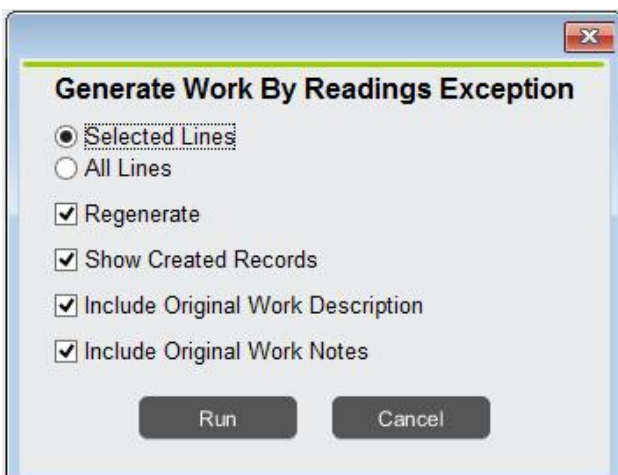 Generate Work By Readings Exception
Selected Lines
All Lines
Regenerate
Show Created Records
Include Original Work Description
Include Original Work Notes
Run Cancel